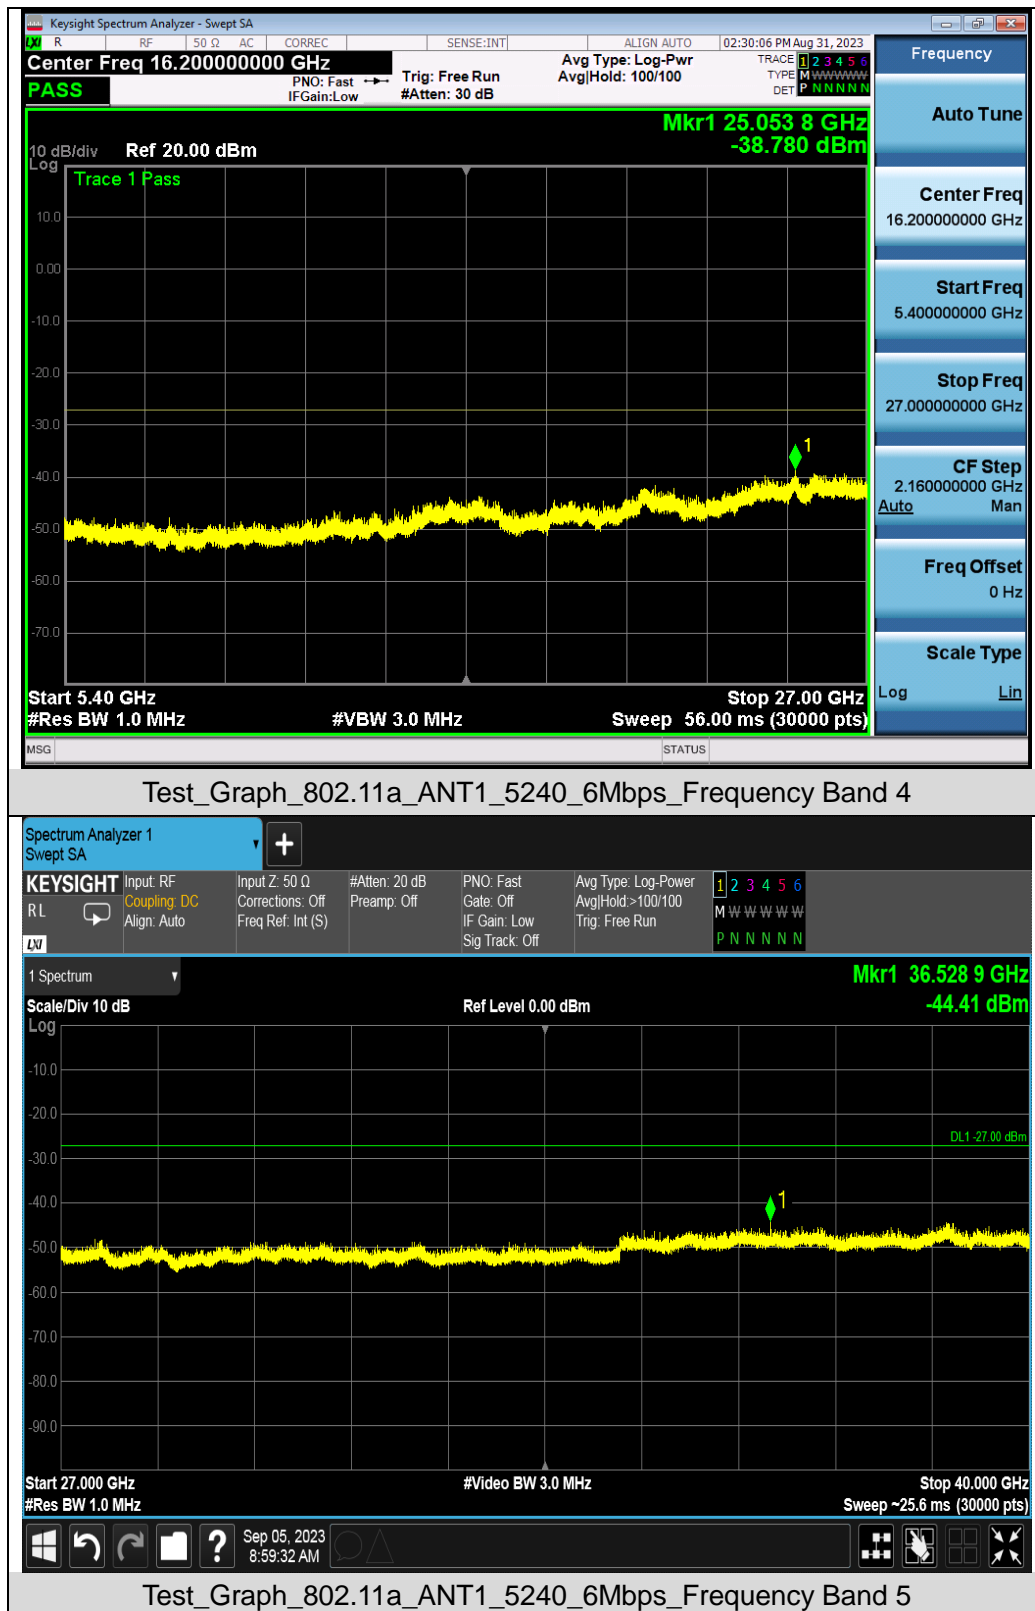 Keysight Spectrum Analyzer - Swept SA
LXI R RF 50 Ω AC CORREC SENSE:INT ALIGN AUTO 02:30:06 PM Aug 31, 2023
Center Freq 16.200000000 GHz
PASS
PNO: Fast
IFGain:Low
Trig: Free Run
#Atten: 30 dB
Avg Type: Log-Pwr
Avg|Hold: 100/100
TRACE 1 2 3 4 5 6
TYPE M W W W W W
DET P N N N N N
Frequency
Auto Tune
Center Freq
16.200000000 GHz
Start Freq
5.400000000 GHz
Stop Freq
27.000000000 GHz
CF Step
2.160000000 GHz
Auto Man
Freq Offset
0 Hz
Scale Type
Log Lin
Mkr1 25.053 8 GHz
-38.780 dBm
10 dB/div Ref 20.00 dBm
Log
Trace 1 Pass
10.0
0.00
-10.0
-20.0
-30.0
1
-40.0
-50.0
-60.0
-70.0
Start 5.40 GHz Stop 27.00 GHz
#Res BW 1.0 MHz #VBW 3.0 MHz Sweep 56.00 ms (30000 pts)
MSG STATUS
Test_Graph_802.11a_ANT1_5240_6Mbps_Frequency Band 4
Spectrum Analyzer 1
Swept SA
+
KEYSIGHT
R L
LXI
Input: RF
Coupling: DC
Align: Auto
Input Z: 50 Ω
Corrections: Off
Freq Ref: Int (S)
#Atten: 20 dB
Preamp: Off
PNO: Fast
Gate: Off
IF Gain: Low
Sig Track: Off
Avg Type: Log-Power
Avg|Hold:>100/100
Trig: Free Run
1 2 3 4 5 6
M W W W W W
P N N N N N
1 Spectrum
Mkr1 36.528 9 GHz
Scale/Div 10 dB Ref Level 0.00 dBm -44.41 dBm
Log
-10.0
-20.0
DL1 -27.00 dBm
-30.0
-40.0
1
-50.0
-60.0
-70.0
-80.0
-90.0
Start 27.000 GHz #Video BW 3.0 MHz Stop 40.000 GHz
#Res BW 1.0 MHz Sweep ~25.6 ms (30000 pts)
?
Sep 05, 2023
8:59:32 AM
Test_Graph_802.11a_ANT1_5240_6Mbps_Frequency Band 5